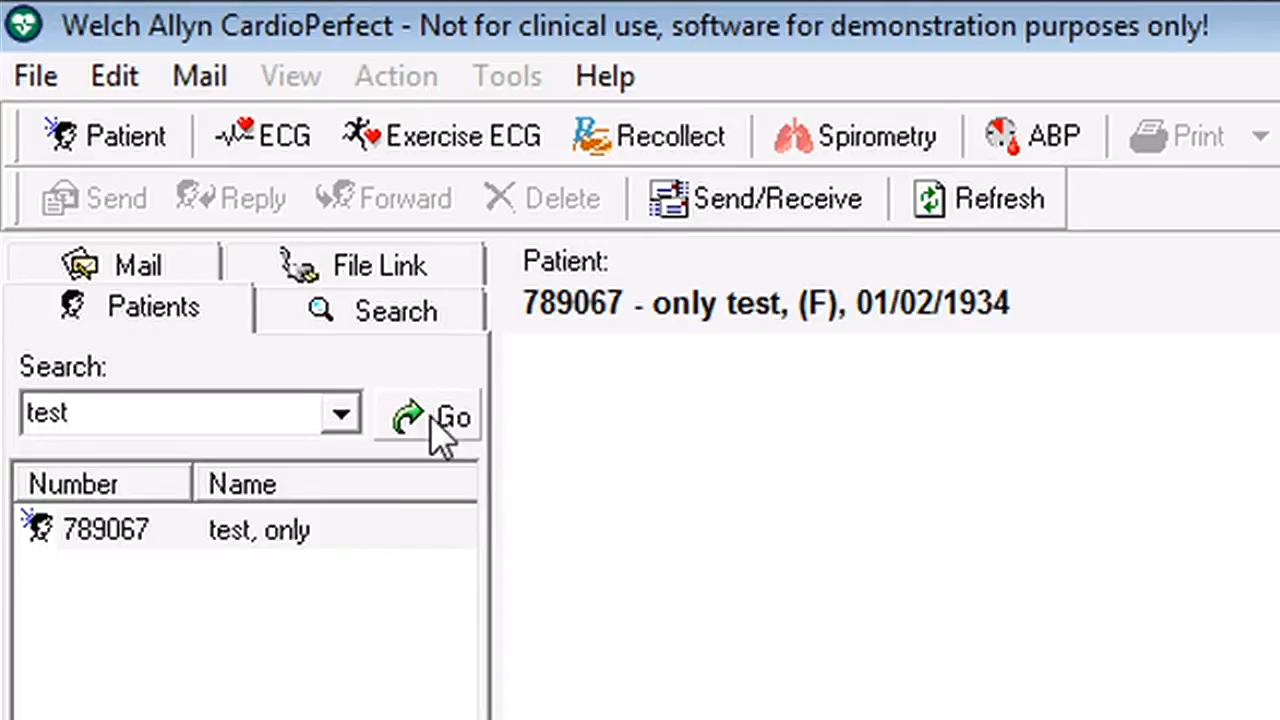 Welch Allyn CardioPerfect - Not for clinical use, software for demonstration purposes only!
File Edit Mail View Action Tools Help
Patient ECG Exercise ECG Recollect Spirometry ABP Print
Send Reply Forward Delete Send/Receive Refresh
Mail File Link
Patients Search
Patient:
789067 - only test, (F), 01/02/1934
Search:
test Go
Number Name
789067 test, only